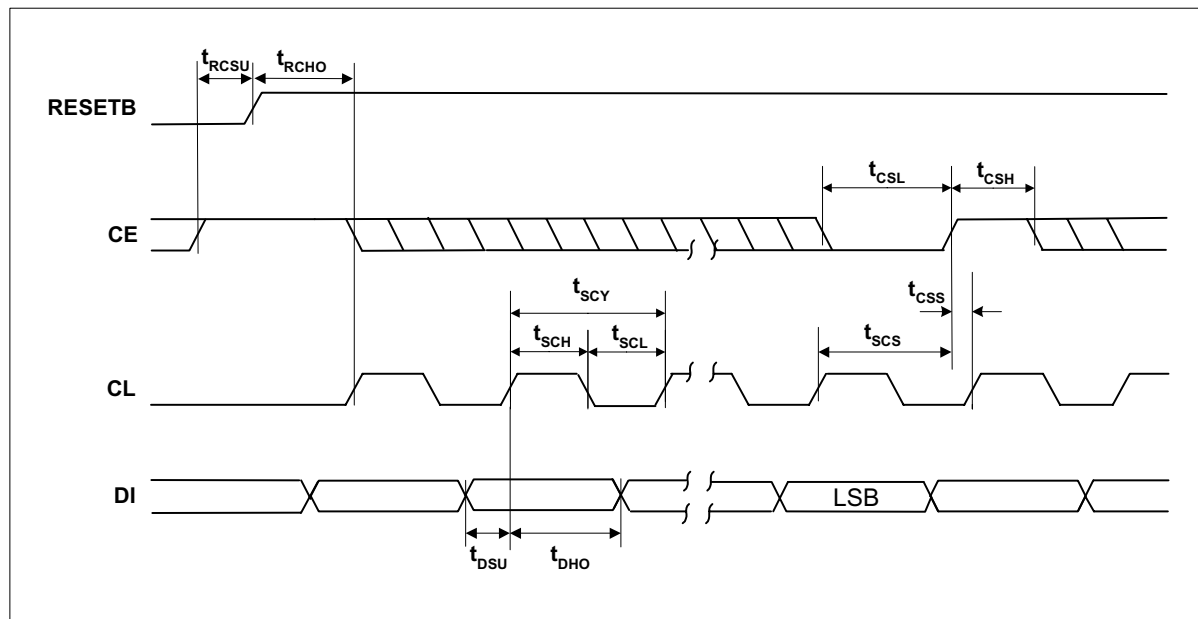 tRCSU tRCHO
RESETB
tCSL tCSH
CE
tSCY
tCSS
tSCH tSCL
tSCS
CL
DI
LSB
tDSU tDHO